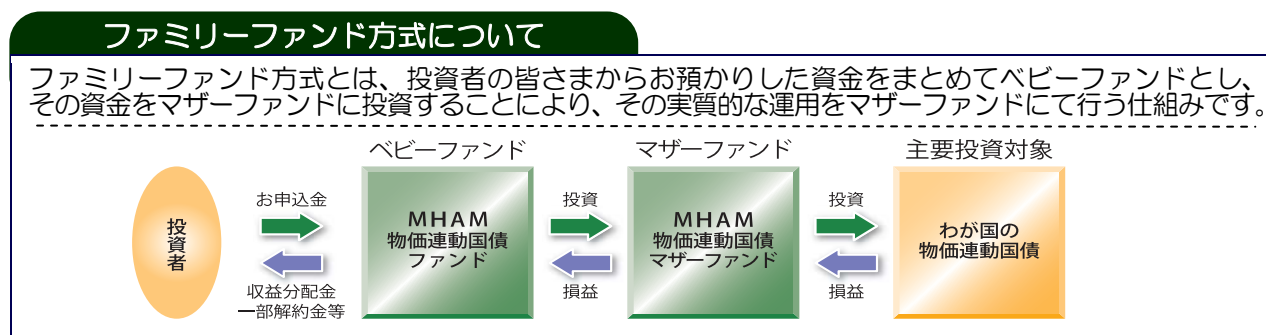 ファミリーファンド方式について
ファミリーファンド方式とは、投資者の皆さまからお預かりした資金をまとめてベビーファンドとし、
その資金をマザーファンドに投資することにより、その実質的な運用をマザーファンドにて行う仕組みです。
ベビーファンド
マザーファンド
主要投資対象
投資者
お申込金
収益分配金
一部解約金等
MHAM
物価連動国債
ファンド
投資
損益
MHAM
物価連動国債
マザーファンド
投資
損益
わが国の
物価連動国債